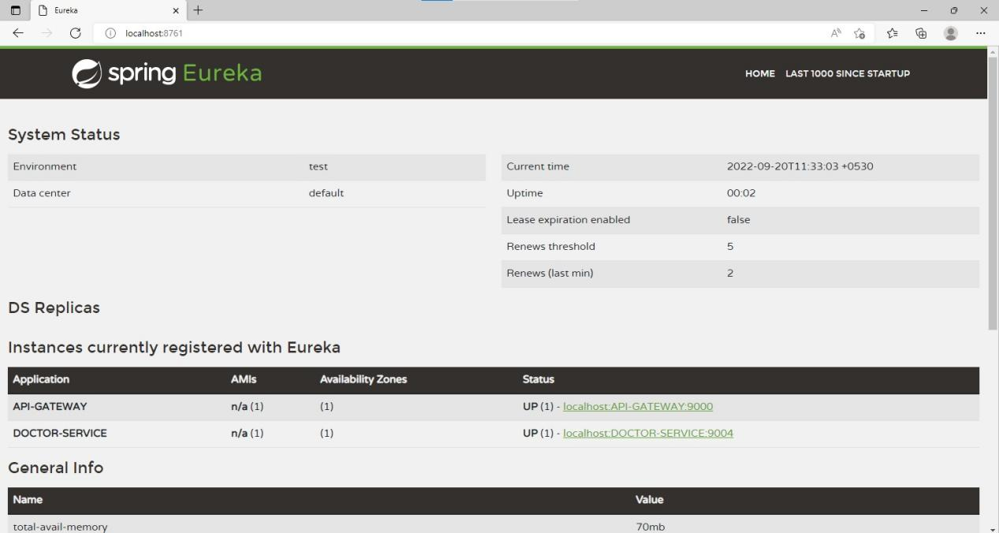 Eureka
localhost:8761
spring Eureka
HOME LAST 1000 SINCE STARTUP
System Status
Environment test
Data center default
Current time 2022-09-20T11:33:03 +0530
Uptime 00:02
Lease expiration enabled false
Renews threshold 5
Renews (last min) 2
DS Replicas
Instances currently registered with Eureka
Application AMIs Availability Zones Status
API-GATEWAY n/a (1) (1) UP (1) - localhost:API-GATEWAY:9000
DOCTOR-SERVICE n/a (1) (1) UP (1) - localhost:DOCTOR-SERVICE:9004
General Info
Name Value
total-avail-memory 70mb